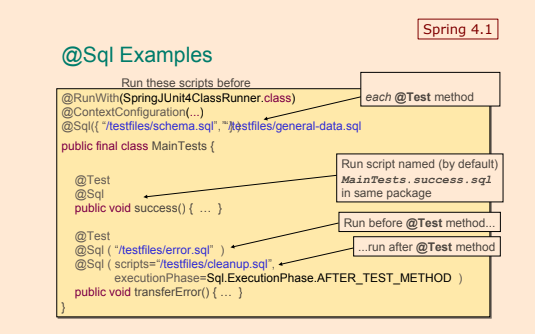 Spring 4.1
@Sql Examples
Run these scripts before
each @Test method
@RunWith(SpringJUnit4ClassRunner.class)
@ContextConfiguration(...)
@Sql({ “/testfiles/schema.sql”, “/testfiles/general-data.sql
public final class MainTests {
Run script named (by default)
MainTests.success.sql
in same package
@Test
@Sql
public void success() { … }
Run before @Test method...
@Test
@Sql ( “/testfiles/error.sql” )
...run after @Test method
@Sql ( scripts=“/testfiles/cleanup.sql”,
executionPhase=Sql.ExecutionPhase.AFTER_TEST_METHOD )
public void transferError() { … }
}